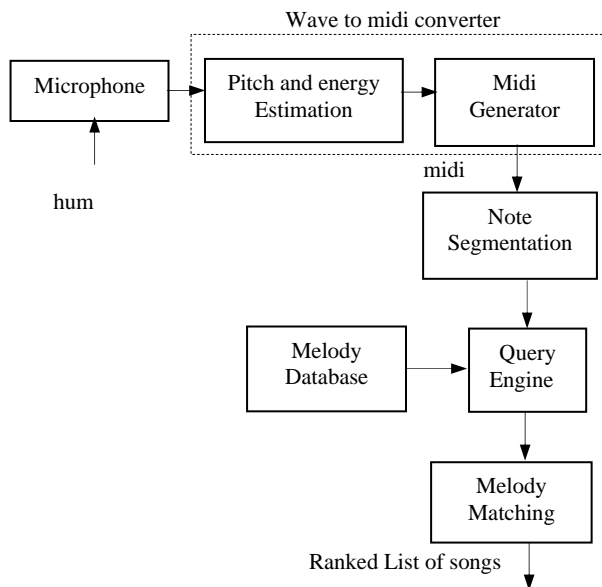 Wave to midi converter
Microphone
Pitch and energy
Estimation
Midi
Generator
hum
midi
Note
Segmentation
Melody
Database
Query
Engine
Melody
Matching
Ranked List of songs